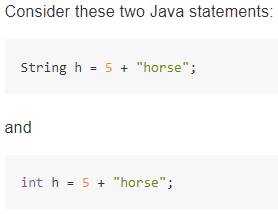 Consider these two Java statements:
String h = 5 + "horse";
and
int h = 5 + "horse";